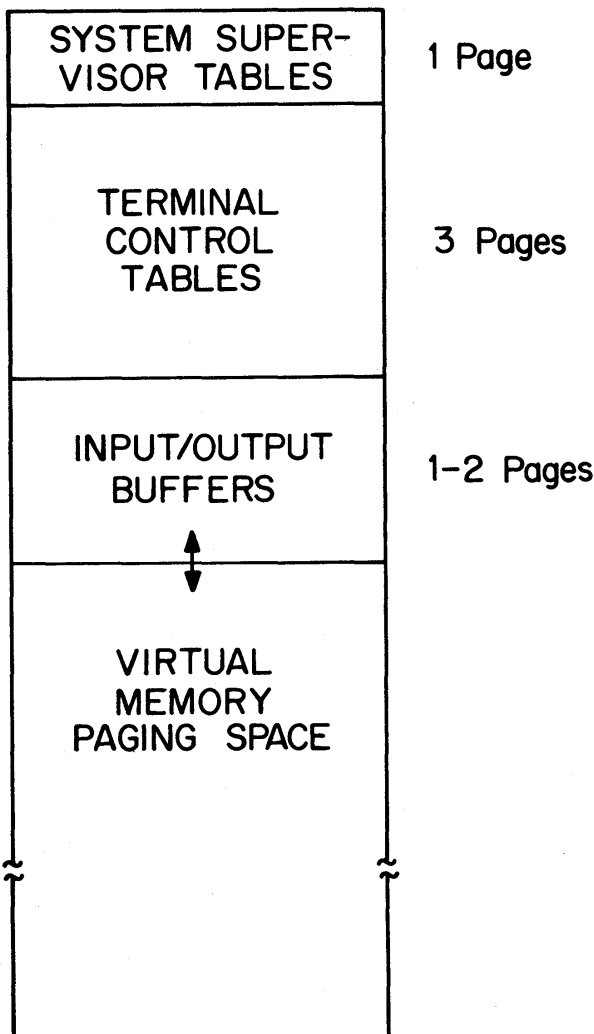 SYSTEM SUPER-
VISOR TABLES
1 Page
TERMINAL
CONTROL
TABLES
3 Pages
INPUT/OUTPUT
BUFFERS
1-2 Pages
VIRTUAL
MEMORY
PAGING SPACE